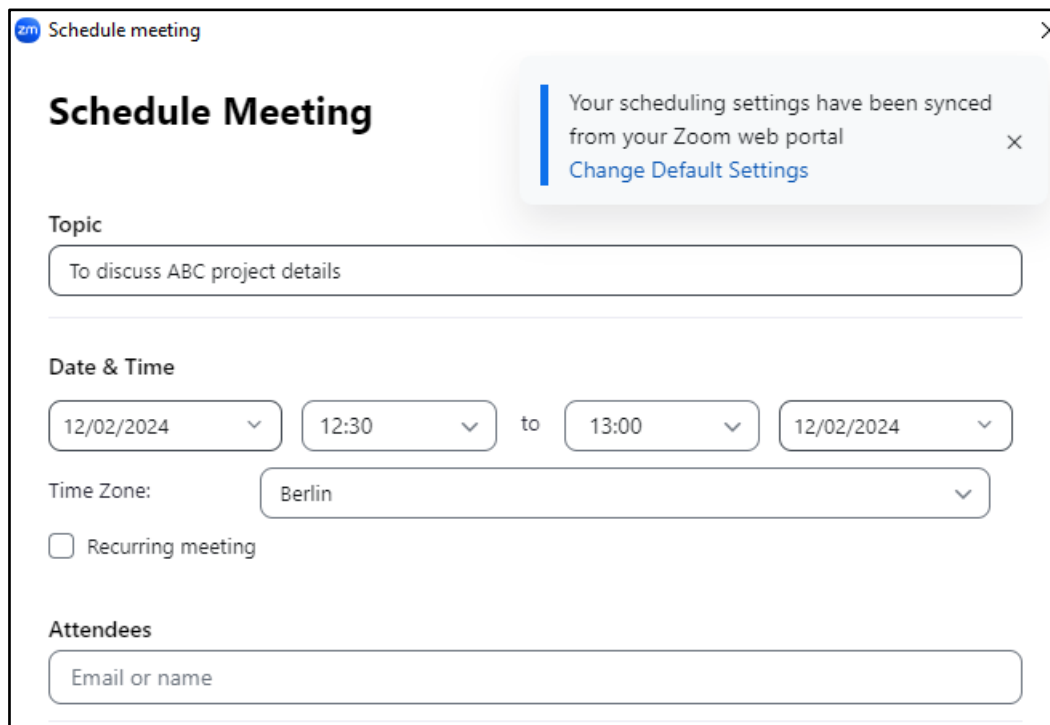 zm Schedule meeting
Schedule Meeting
Your scheduling settings have been synced
from your Zoom web portal
Change Default Settings
Topic
To discuss ABC project details
Date & Time
12/02/2024 12:30 to 13:00 12/02/2024
Time Zone: Berlin
Recurring meeting
Attendees
Email or name